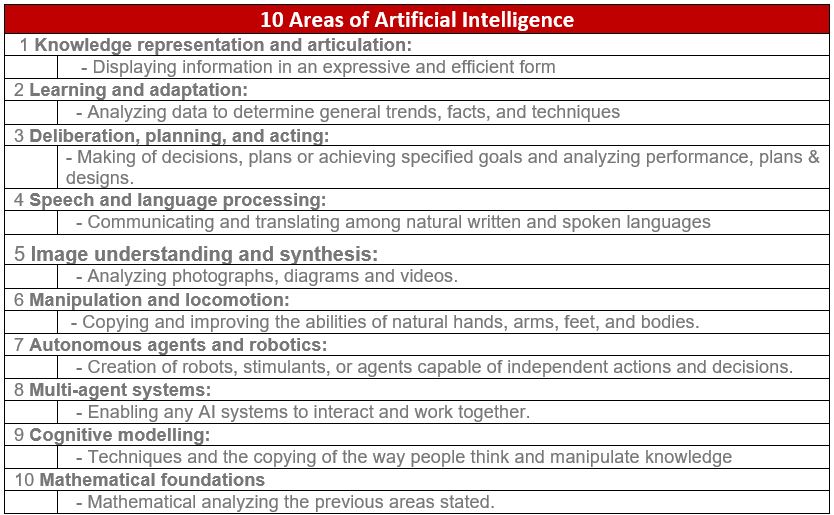 10 Areas of Artificial Intelligence
1 Knowledge representation and articulation:
- Displaying information in an expressive and efficient form
2 Learning and adaptation:
- Analyzing data to determine general trends, facts, and techniques
3 Deliberation, planning, and acting:
- Making of decisions, plans or achieving specified goals and analyzing performance, plans &
designs.
4 Speech and language processing:
- Communicating and translating among natural written and spoken languages
5 Image understanding and synthesis:
- Analyzing photographs, diagrams and videos.
6 Manipulation and locomotion:
- Copying and improving the abilities of natural hands, arms, feet, and bodies.
7 Autonomous agents and robotics:
- Creation of robots, stimulants, or agents capable of independent actions and decisions.
8 Multi-agent systems:
- Enabling any AI systems to interact and work together.
9 Cognitive modelling:
- Techniques and the copying of the way people think and manipulate knowledge
10 Mathematical foundations
- Mathematical analyzing the previous areas stated.